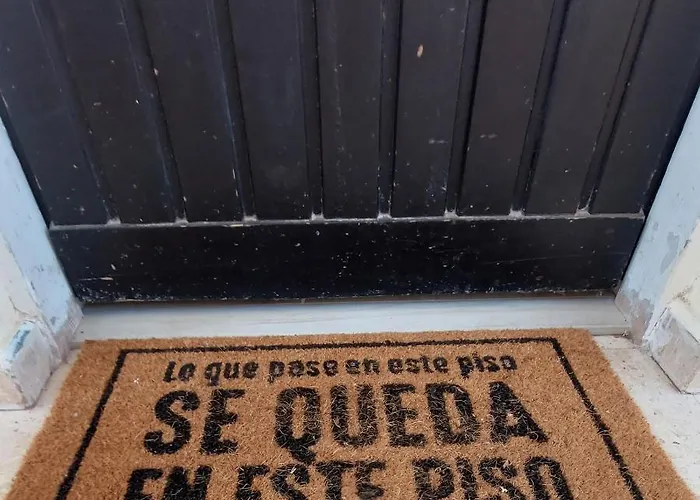 Lo que pase en este piso
SE QUEDA
EN ESTE PISO